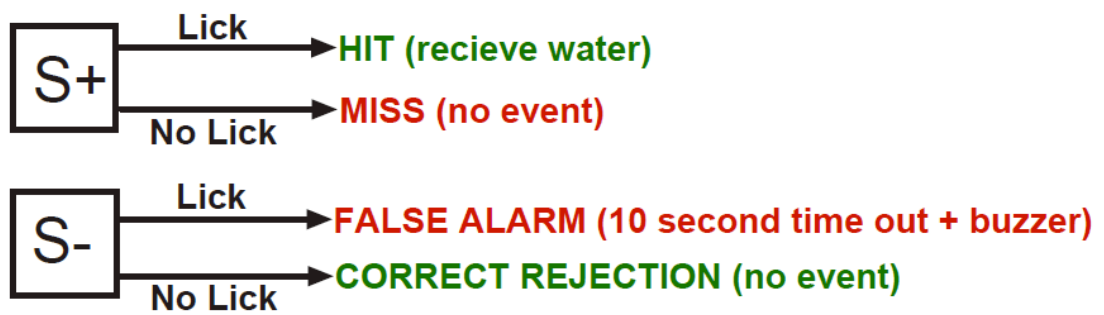 Lick
S+
HIT (recieve water)
MISS (no event)
No Lick
Lick
S-
FALSE ALARM (10 second time out + buzzer)
CORRECT REJECTION (no event)
No Lick